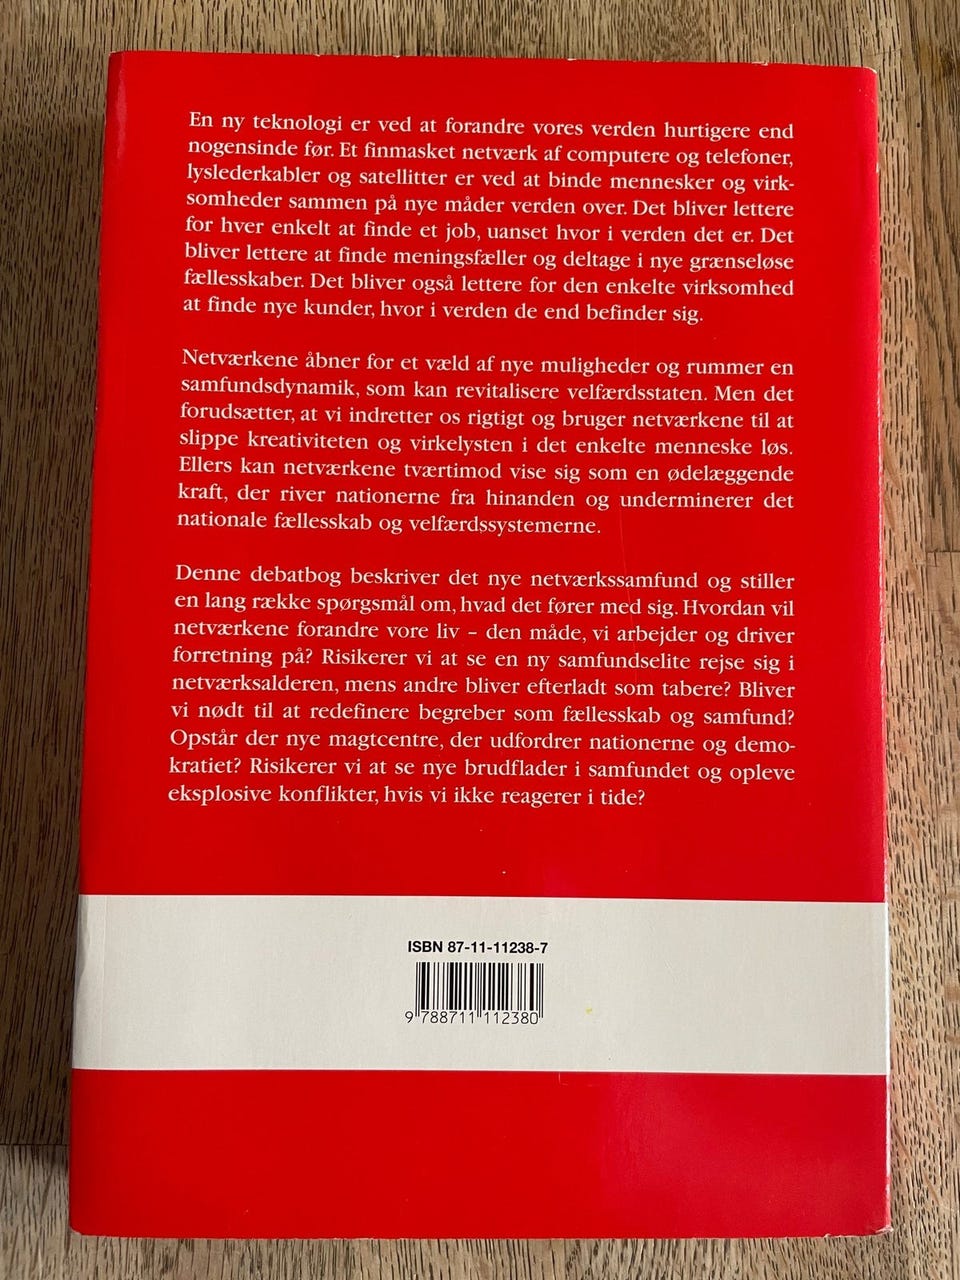 En ny teknologi er ved at forandre vores verden hurtigere end
nogensinde før. Et finmasket netværk af computere og telefoner,
lyslederkabler og satellitter er ved at binde mennesker og virk-
somheder sammen på nye måder verden over. Det bliver lettere
for hver enkelt at finde et job, uanset hvor i verden det er. Det
bliver lettere at finde meningsfæller og deltage i nye grænseløse
fællesskaber. Det bliver også lettere for den enkelte virksomhed
at finde nye kunder, hvor i verden de end befinder sig.
Netværkene åbner for et væld af nye muligheder og rummer en
samfundsdynamik, som kan revitalisere velfærdsstaten. Men det
forudsætter, at vi indretter os rigtigt og bruger netværkene til at
slippe kreativiteten og virkelysten i det enkelte menneske løs.
Ellers kan netværkene tværtimod vise sig som en ødelæggende
kraft, der river nationerne fra hinanden og underminerer det
nationale fællesskab og velfærdssystemerne.
Denne debatbog beskriver det nye netværkssamfund og stiller
en lang række spørgsmål om, hvad det fører med sig. Hvordan vil
netværkene forandre vore liv – den måde, vi arbejder og driver
forretning på? Risikerer vi at se en ny samfundselite rejse sig i
netværksalderen, mens andre bliver efterladt som tabere? Bliver
vi nødt til at redefinere begreber som fællesskab og samfund?
Opstår der nye magtcentre, der udfordrer nationerne og demo-
kratiet? Risikerer vi at se nye brudflader i samfundet og opleve
eksplosive konflikter, hvis vi ikke reagerer i tide?
ISBN 87-11-11238-7
9 788711 112380